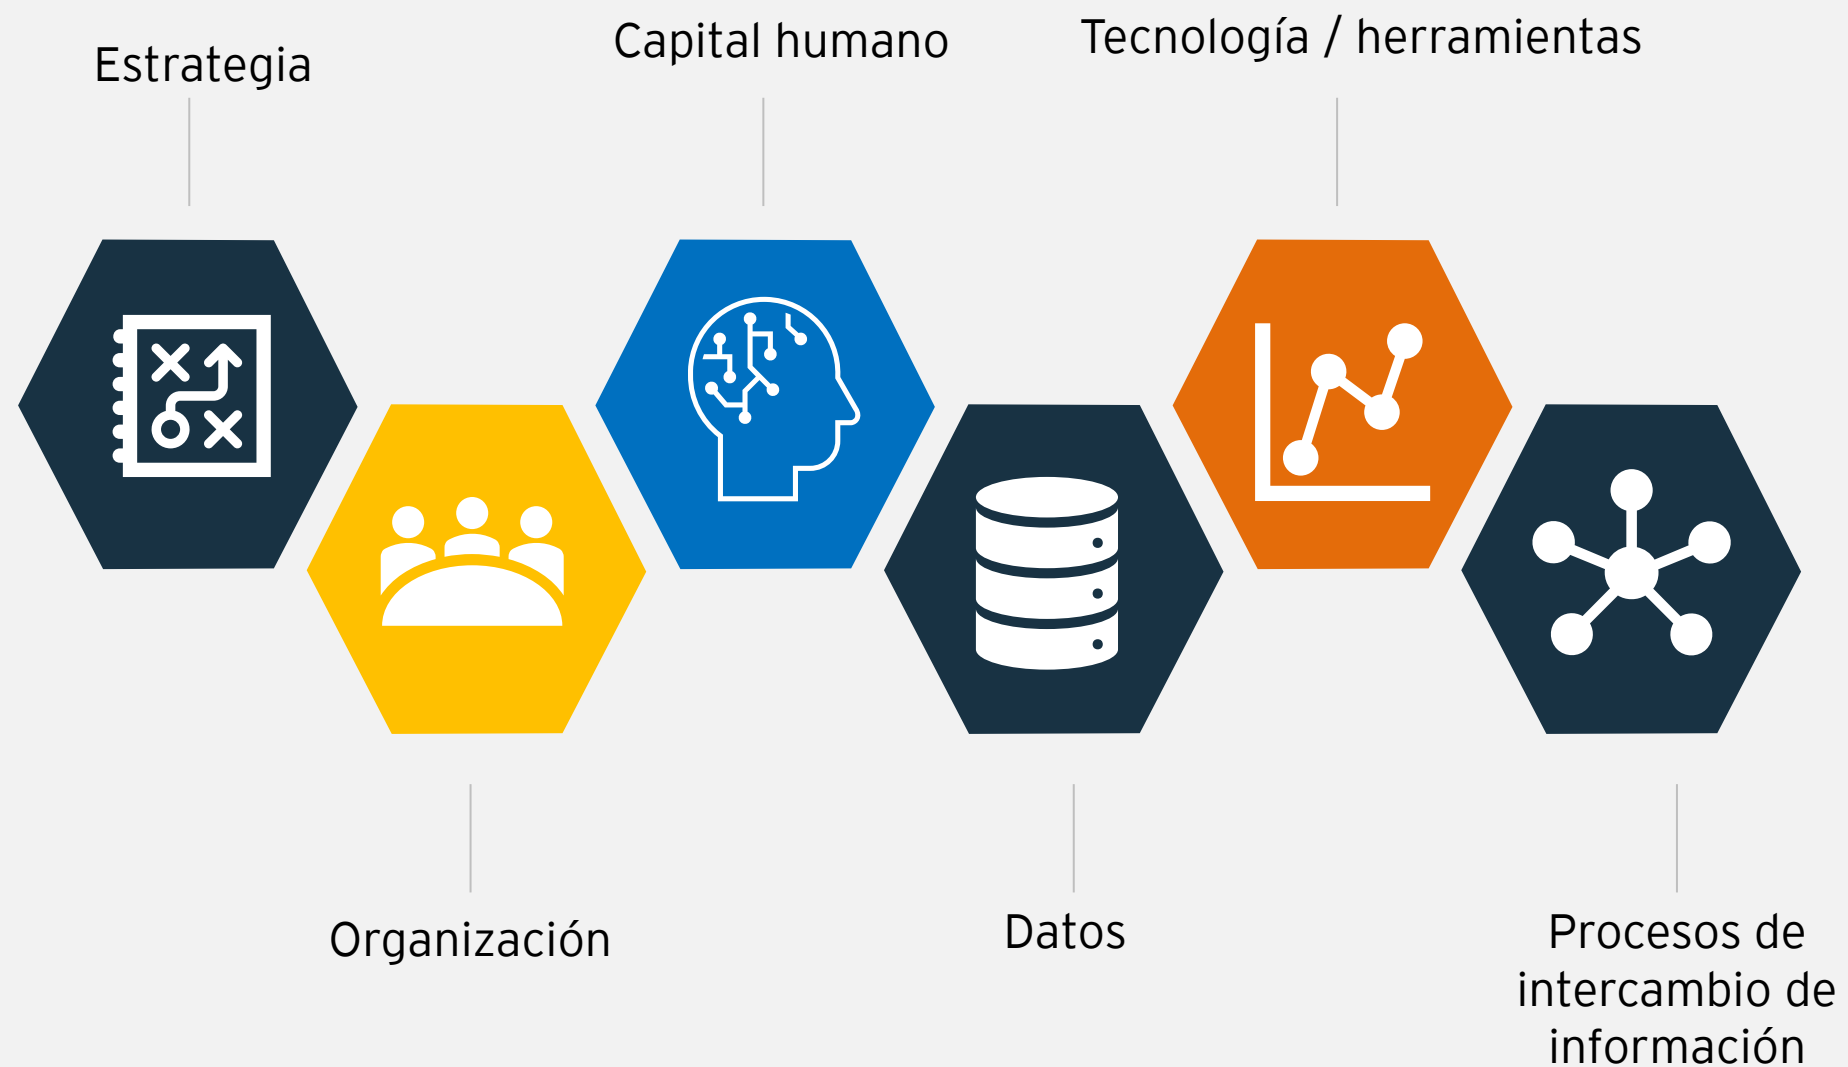 Estrategia
Capital humano
Tecnología / herramientas
Organización
Datos
Procesos de
intercambio de
información